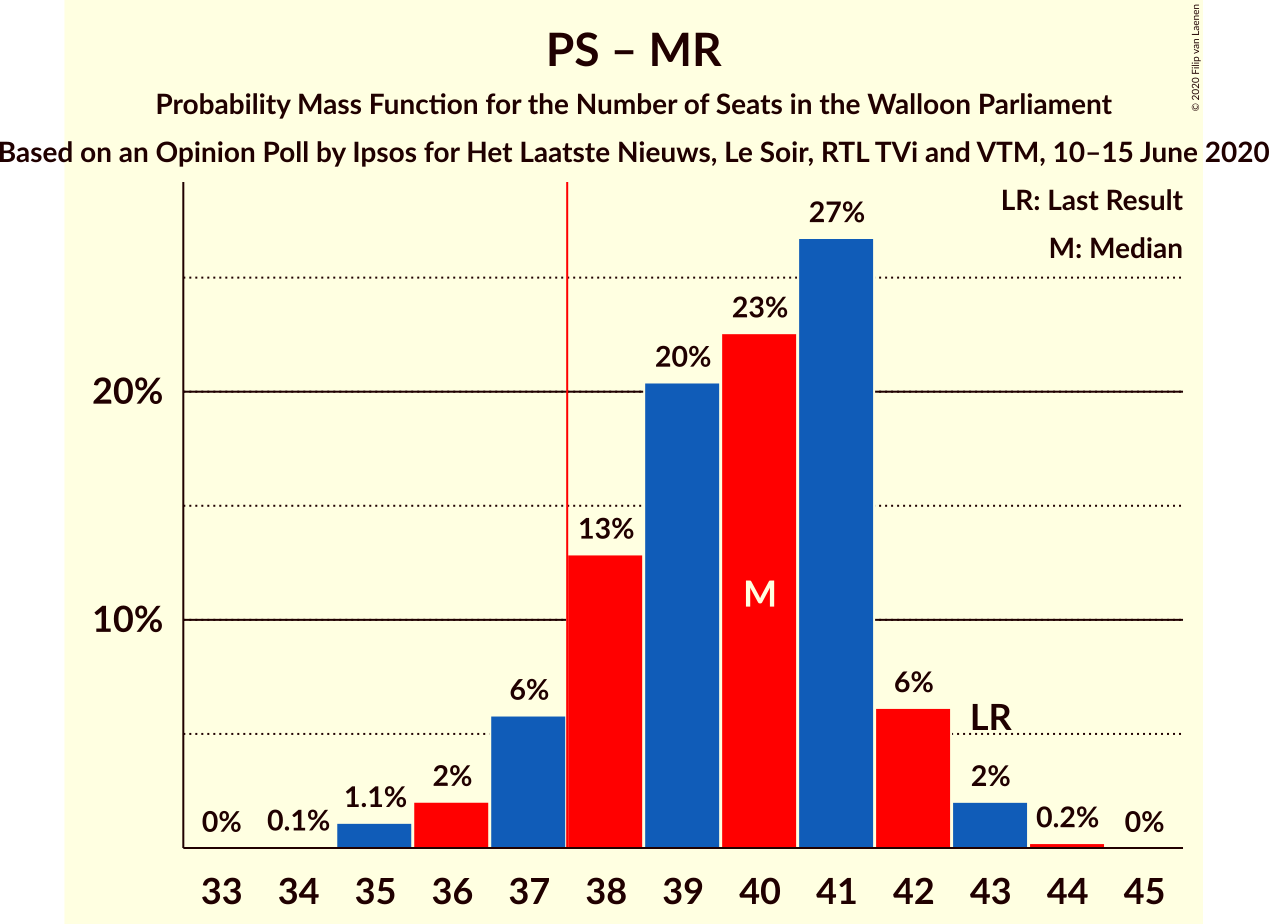 PS – MR
Probability Mass Function for the Number of Seats in the Walloon Parliament
Based on an Opinion Poll by Ipsos for Het Laatste Nieuws, Le Soir, RTL TVi and VTM, 10–15 June 2020
© 2020 Filip van Laenen
LR: Last Result
M: Median
20%
10%
0%
0.1%
1.1%
2%
6%
13%
20%
23%
27%
6%
2%
0.2%
0%
M
LR
33 34 35 36 37 38 39 40 41 42 43 44 45